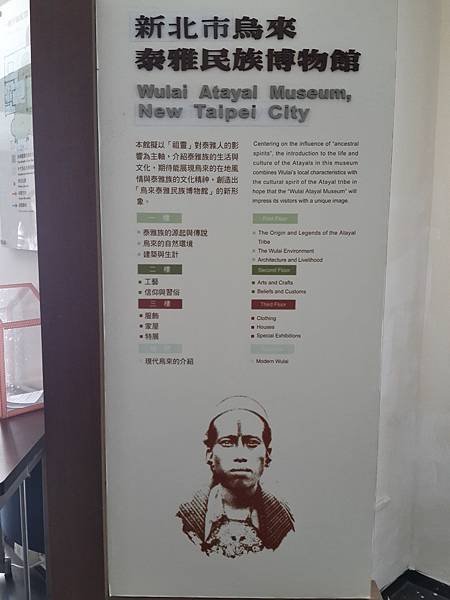 新北市烏來
泰雅民族博物館
Wulai Atayal Museum,
New Taipei City
本館擬以「祖靈」對泰雅人的影
響為主軸，介紹泰雅族的生活與
文化，期待能展現烏來的在地風
情與泰雅族的文化精神，創造出
「烏來泰雅民族博物館」的新形
象。
Centering on the influence of "ancestral
spirits", the introduction to the life and
culture of the Atayals in this museum
combines Wulai's local characteristics with
the cultural spirit of the Atayal tribe in
hope that the "Wulai Atayal Museum" will
impress its visitors with a unique image.
一 樓
泰雅族的源起與傳說
烏來的自然環境
建築與生計
First Floor
The Origin and Legends of the Atayal
Tribe
The Wulai Environment
Architecture and Livelihood
二 樓
工藝
信仰與習俗
Second Floor
Arts and Crafts
Beliefs and Customs
三 樓
服飾
家屋
特展
Third Floor
Clothing
Houses
Special Exhibitions
現代烏來的介紹
Modern Wulai